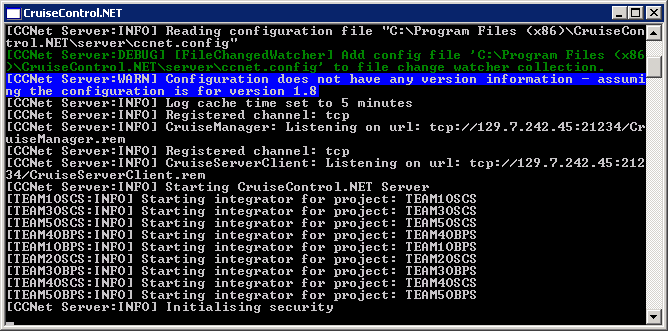 CruiseControl.NET
[CCNet Server:INFO] Reading configuration file "C:\Program Files (x86)\CruiseCon
trol.NET\server\ccnet.config"
[CCNet Server:DEBUG] [FileChangedWatcher] Add config file 'C:\Program Files (x86
)\CruiseControl.NET\server\ccnet.config' to file change watcher collection.
[CCNet Server:WARN] Configuration does not have any version information - assumi
ng the configuration is for version 1.8
[CCNet Server:INFO] Log cache time set to 5 minutes
[CCNet Server:INFO] Registered channel: tcp
[CCNet Server:INFO] CruiseManager: Listening on url: tcp://129.7.242.45:21234/Cr
uiseManager.rem
[CCNet Server:INFO] Registered channel: tcp
[CCNet Server:INFO] CruiseServerClient: Listening on url: tcp://129.7.242.45:212
34/CruiseServerClient.rem
[CCNet Server:INFO] Starting CruiseControl.NET Server
[TEAM1OSCS:INFO] Starting integrator for project: TEAM1OSCS
[TEAM3OSCS:INFO] Starting integrator for project: TEAM3OSCS
[TEAM5OSCS:INFO] Starting integrator for project: TEAM5OSCS
[TEAM4OBPS:INFO] Starting integrator for project: TEAM4OBPS
[TEAM1OBPS:INFO] Starting integrator for project: TEAM1OBPS
[TEAM2OSCS:INFO] Starting integrator for project: TEAM2OSCS
[TEAM3OBPS:INFO] Starting integrator for project: TEAM3OBPS
[TEAM4OSCS:INFO] Starting integrator for project: TEAM4OSCS
[TEAM5OBPS:INFO] Starting integrator for project: TEAM5OBPS
[CCNet Server:INFO] Initialising security